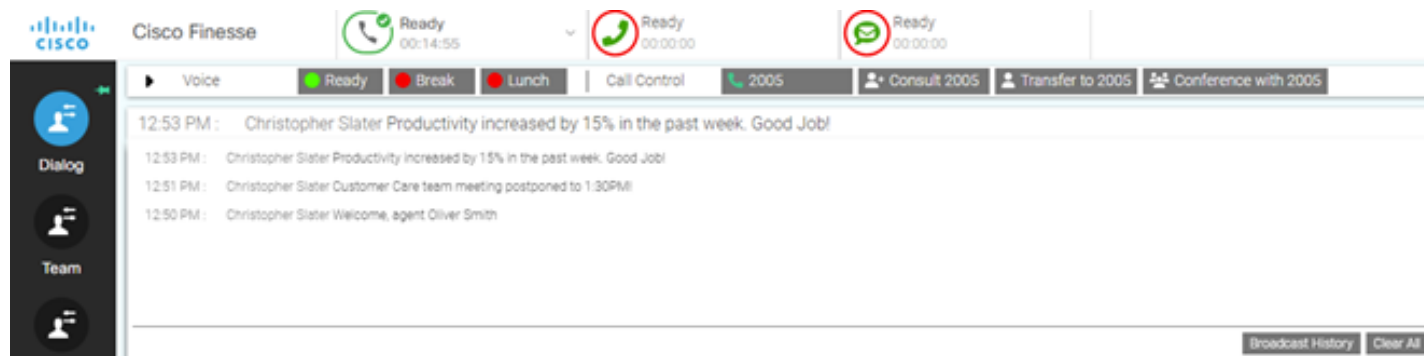 CISCO
Cisco Finesse
Ready
00:14:55
Ready
00:00:00
Ready
00:00:00
Voice
Ready
Break
Lunch
Call Control
2005
Consult 2005
Transfer to 2005
Conference with 2005
12:53 PM : Christopher Slater Productivity increased by 15% in the past week. Good Job!
12:53 PM : Christopher Slater Productivity increased by 15% in the past week. Good Job!
12:51 PM : Christopher Slater Customer Care team meeting postponed to 1:30PM!
12:50 PM : Christopher Slater Welcome, agent Oliver Smith
Dialog
Team
Broadcast History
Clear All